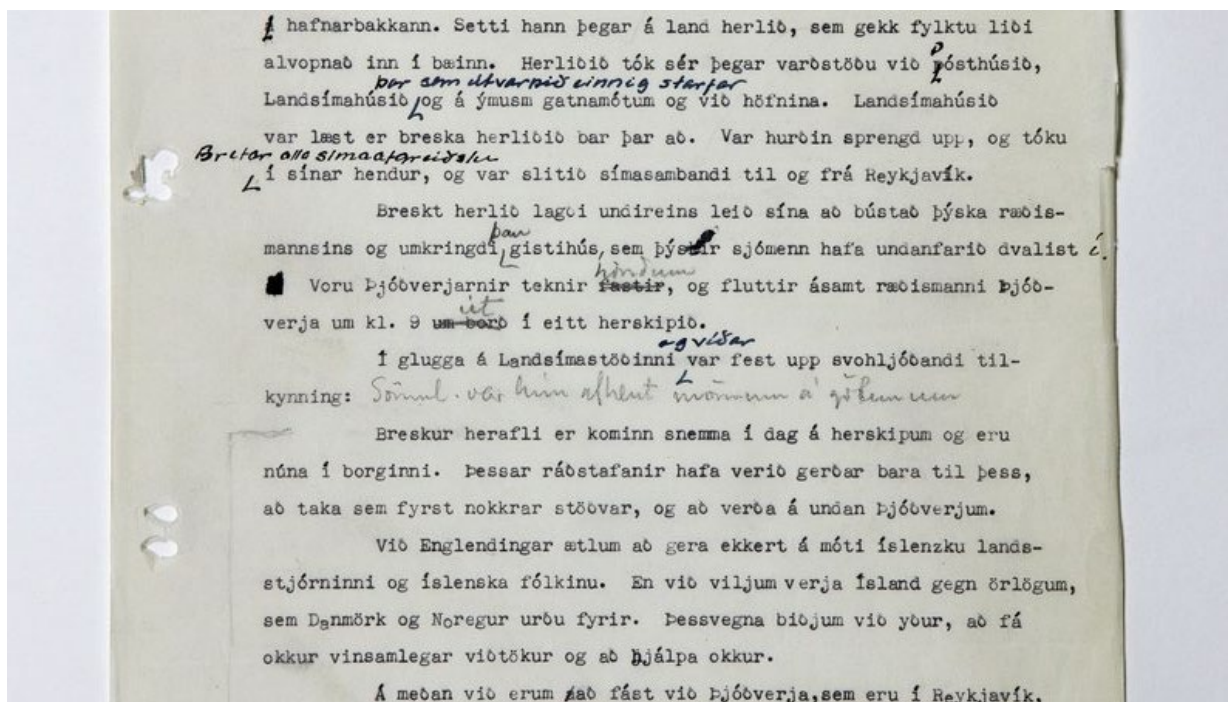 á hafnarbakkann. Setti hann þegar á land herlið, sem gekk fylktu liði
alvopnað inn í bæinn. Herliðið tók sér þegar varðstöðu við pósthúsið,
þar sem útvarpið einnig starfar
Landsímahúsið, og á ýmusm gatnamótum og við höfnina. Landsímahúsið
var læst er breska herliðið bar þar að. Var hurðin sprengd upp, og tóku
Bretar alla símaafgreiðslu
í sínar hendur, og var slitið símasambandi til og frá Reykjavík.
Breskt herlið lagði undireins leið sína að bústað þýska ræðis-
þau
mannsins og umkringdi gistihús, sem þýskir sjómenn hafa undanfarið dvalist í.
höndum
Voru Þjóðverjarnir teknir fastir, og fluttir ásamt ræðismanni Þjóð-
út
verja um kl. 9 um borð í eitt herskipið.
og víðar
Í glugga á Landsímastöðinni var fest upp svohljóðandi til-
kynning: Sömul. var hún afhent mönnum á götunum
Breskur herafli er kominn snemma í dag á herskipum og eru
núna í borginni. Þessar ráðstafanir hafa verið gerðar bara til þess,
að taka sem fyrst nokkrar stöðvar, og að verða á undan Þjóðverjum.
Við Englendingar ætlum að gera ekkert á móti íslenzku lands-
stjórninni og íslenska fólkinu. En við viljum verja Ísland gegn örlögum,
sem Danmörk og Noregur urðu fyrir. Þessvegna biðjum við yður, að fá
okkur vinsamlegar viðtökur og að hjálpa okkur.
Á meðan við erum að fást við Þjóðverja,sem eru í Reykjavík,